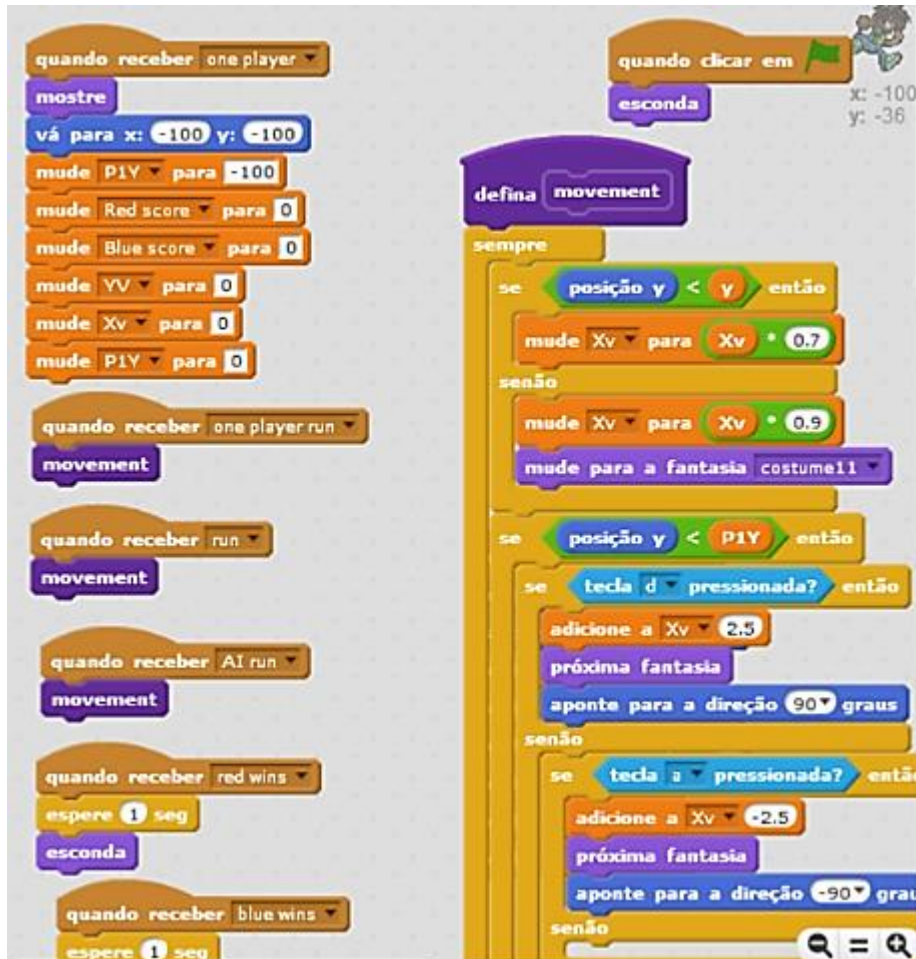 quando receber one player
mostre
vá para x: -100 y: -100
mude P1Y para -100
mude Red score para 0
mude Blue score para 0
mude YV para 0
mude Xv para 0
mude P1Y para 0
quando receber one player run
movement
quando receber run
movement
quando receber AI run
movement
quando receber red wins
espere 1 seg
esconda
quando receber blue wins
espere 1 seg
quando clicar em
esconda
x: -100
y: -36
defina movement
sempre
se posição y < y então
mude Xv para Xv * 0.7
senão
mude Xv para Xv * 0.9
mude para a fantasia costume11
se posição y < P1Y então
se tecla d pressionada? então
adicione a Xv 2.5
próxima fantasia
aponte para a direção 90 graus
senão
se tecla a pressionada? entã
adicione a Xv -2.5
próxima fantasia
aponte para a direção -90 grau
senão